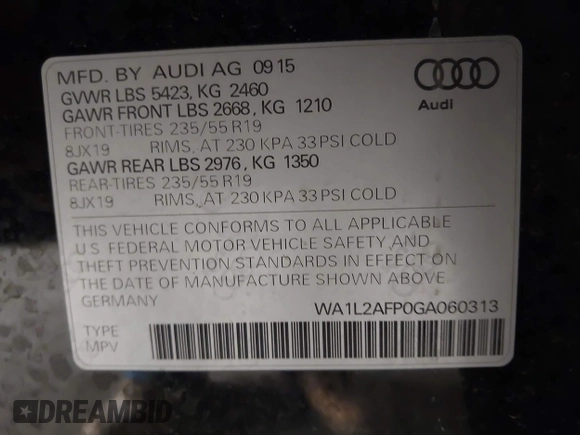 MFD. BY AUDI AG 09 15
GVWR LBS 5423, KG 2460
GAWR FRONT LBS 2668, KG 1210
FRONT-TIRES 235/55 R19
8JX19 RIMS, AT 230 KPA 33 PSI COLD
GAWR REAR LBS 2976, KG 1350
REAR-TIRES 235/55 R19
8JX19 RIMS, AT 230 KPA 33 PSI COLD
Audi
THIS VEHICLE CONFORMS TO ALL APPLICABLE
U.S. FEDERAL MOTOR VEHICLE SAFETY, AND
THEFT PREVENTION STANDARDS IN EFFECT ON
THE DATE OF MANUFACTURE SHOWN ABOVE
GERMANY
WA1L2AFP0GA060313
TYPE
MPV
DREAMBID